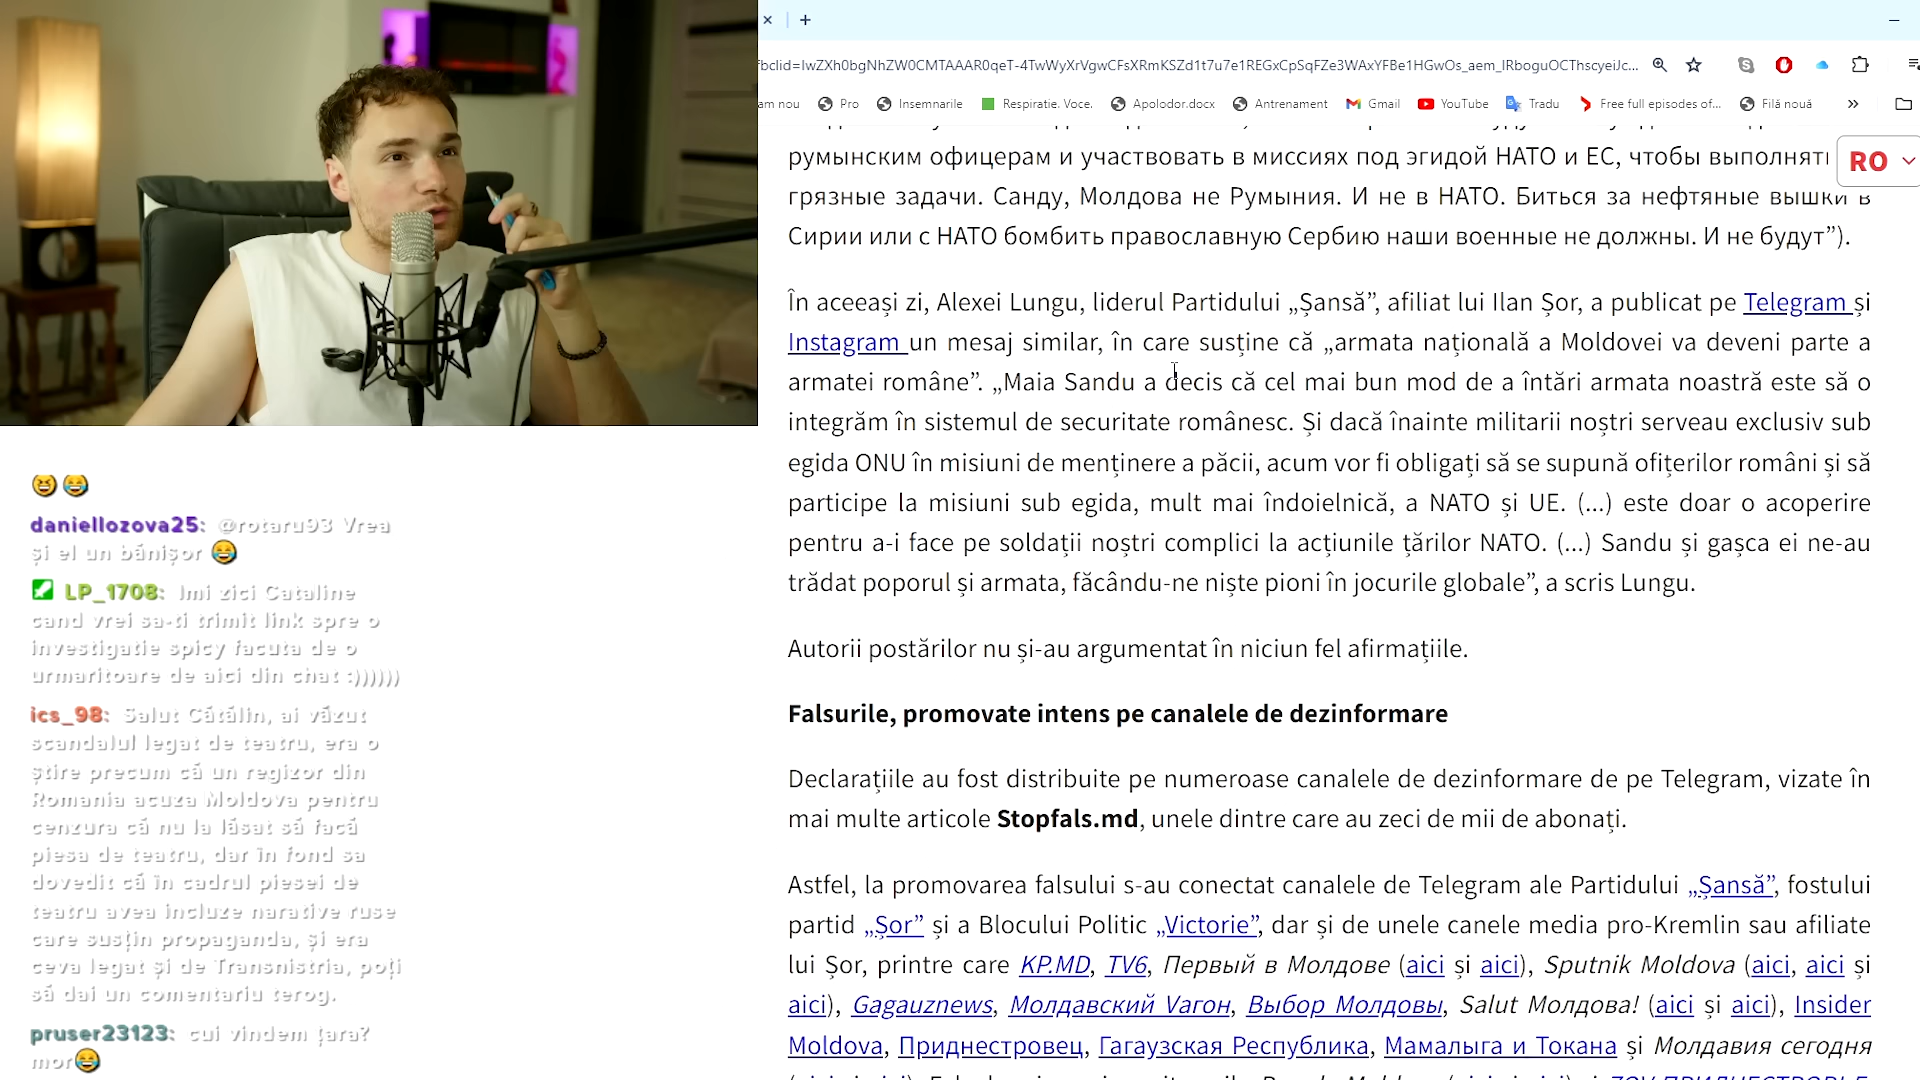 fbclid=IwZXh0bgNhZW0CMTAAAR0qeT-4TwWyXrVgwCFsXRmKSZd1t7u7e1REGxCpSqFZe3WAxYFBe1HGwOs_aem_IRboguOCThscyeiJc...
am nou Pro Insemnarile Respiratie. Voce. Apolodor.docx Antrenament Gmail YouTube Tradu Free full episodes of... Filă nouă
румынским офицерам и участвовать в миссиях под эгидой НАТО и ЕС, чтобы выполнять
RO
грязные задачи. Санду, Молдова не Румыния. И не в НАТО. Биться за нефтяные вышки в
Сирии или с НАТО бомбить православную Сербию наши военные не должны. И не будут”).
În aceeași zi, Alexei Lungu, liderul Partidului „Șansă”, afiliat lui Ilan Șor, a publicat pe Telegram și
Instagram un mesaj similar, în care susține că „armata națională a Moldovei va deveni parte a
armatei române”. „Maia Sandu a decis că cel mai bun mod de a întări armata noastră este să o
integrăm în sistemul de securitate românesc. Și dacă înainte militarii noștri serveau exclusiv sub
egida ONU în misiuni de menținere a păcii, acum vor fi obligați să se supună ofițerilor români și să
participe la misiuni sub egida, mult mai îndoielnică, a NATO și UE. (...) este doar o acoperire
pentru a-i face pe soldații noștri complici la acțiunile țărilor NATO. (...) Sandu și gașca ei ne-au
trădat poporul și armata, făcându-ne niște pioni în jocurile globale”, a scris Lungu.
Autorii postărilor nu și-au argumentat în niciun fel afirmațiile.
Falsurile, promovate intens pe canalele de dezinformare
Declarațiile au fost distribuite pe numeroase canalele de dezinformare de pe Telegram, vizate în
mai multe articole Stopfals.md, unele dintre care au zeci de mii de abonați.
Astfel, la promovarea falsului s-au conectat canalele de Telegram ale Partidului „Șansă”, fostului
partid „Șor” și a Blocului Politic „Victorie”, dar și de unele canele media pro-Kremlin sau afiliate
lui Șor, printre care KP.MD, TV6, Первый в Молдове (aici și aici), Sputnik Moldova (aici, aici și
aici), Gagauznews, Молдавский Vагон, Выбор Молдовы, Salut Молдова! (aici și aici), Insider
Moldova, Приднестровец, Гагаузская Республика, Мамалыга и Токана și Молдавия сегодня
daniellozova25: @rotaru93 Vrea
și el un bănișor
LP_1708: Imi zici Cataline
cand vrei sa-ti trimit link spre o
investigatie spicy facuta de o
urmaritoare de aici din chat :))))))
ics_98: Salut Cătălin, ai văzut
scandalul legat de teatru, era o
știre precum că un regizor din
Romania acuza Moldova pentru
cenzura că nu la lăsat să facă
piesa de teatru, dar în fond sa
dovedit că în cadrul piesei de
teatru avea incluze narative ruse
care susțin propaganda, și era
ceva legat și de Transnistria, poți
să dai un comentariu terog.
pruser23123: cui vindem țara?
mor